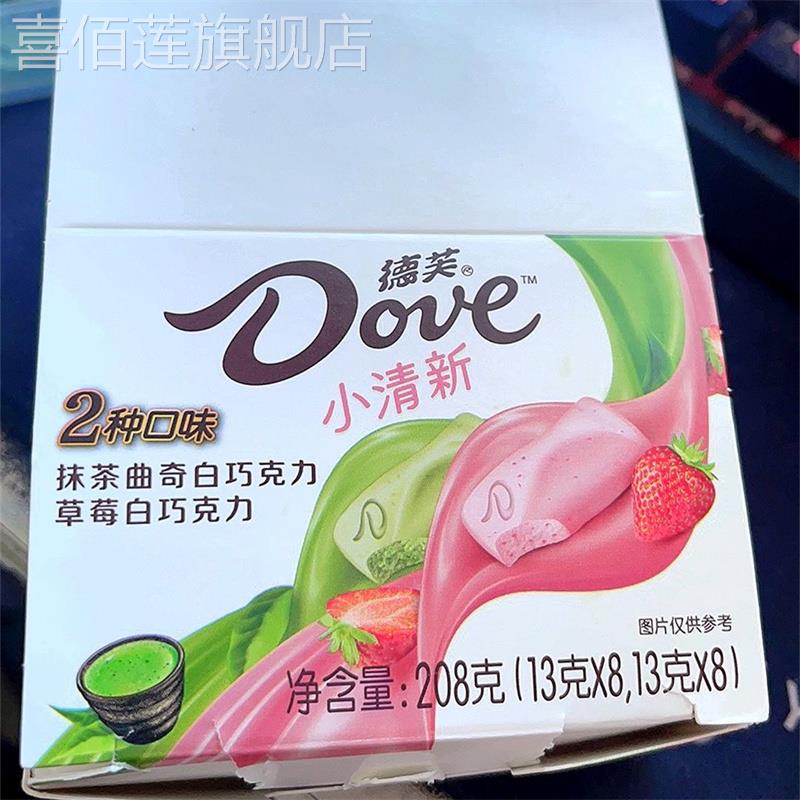 喜佰莲旗舰店
德芙®
Dove™
小清新
2种口味
抹茶曲奇白巧克力
草莓白巧克力
图片仅供参考
净含量:208克(13克X8,13克X8)